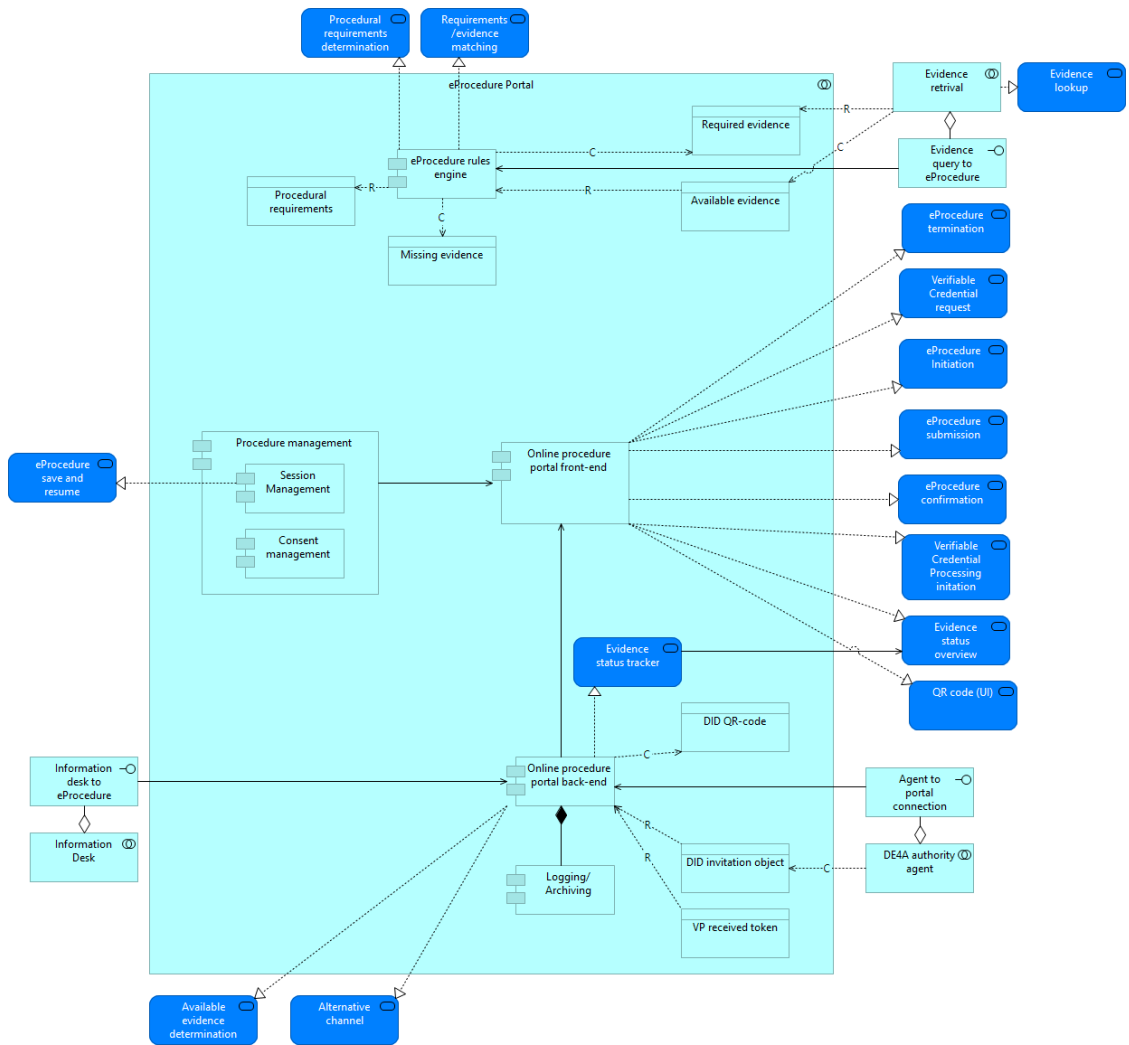 Procedural
requirements
determination
Requirements
/evidence
matching
eProcedure Portal
Evidence
retrival
Evidence
lookup
R
Required evidence
C
C
eProcedure rules
engine
Evidence
query to
eProcedure
R
R
Procedural
requirements
Available evidence
C
Missing evidence
eProcedure
termination
Verifiable
Credential
request
eProcedure
Initiation
eProcedure
submission
Procedure management
Online procedure
portal front-end
eProcedure
save and
resume
Session
Management
eProcedure
confirmation
Consent
management
Verifiable
Credential
Processing
initation
Evidence
status
overview
Evidence
status tracker
QR code (UI)
DID QR-code
C
Information
desk to
eProcedure
Online procedure
portal back-end
Agent to
portal
connection
R
Information
Desk
R
DID invitation object
C
DE4A authority
agent
Logging/
Archiving
VP received token
Available
evidence
determination
Alternative
channel